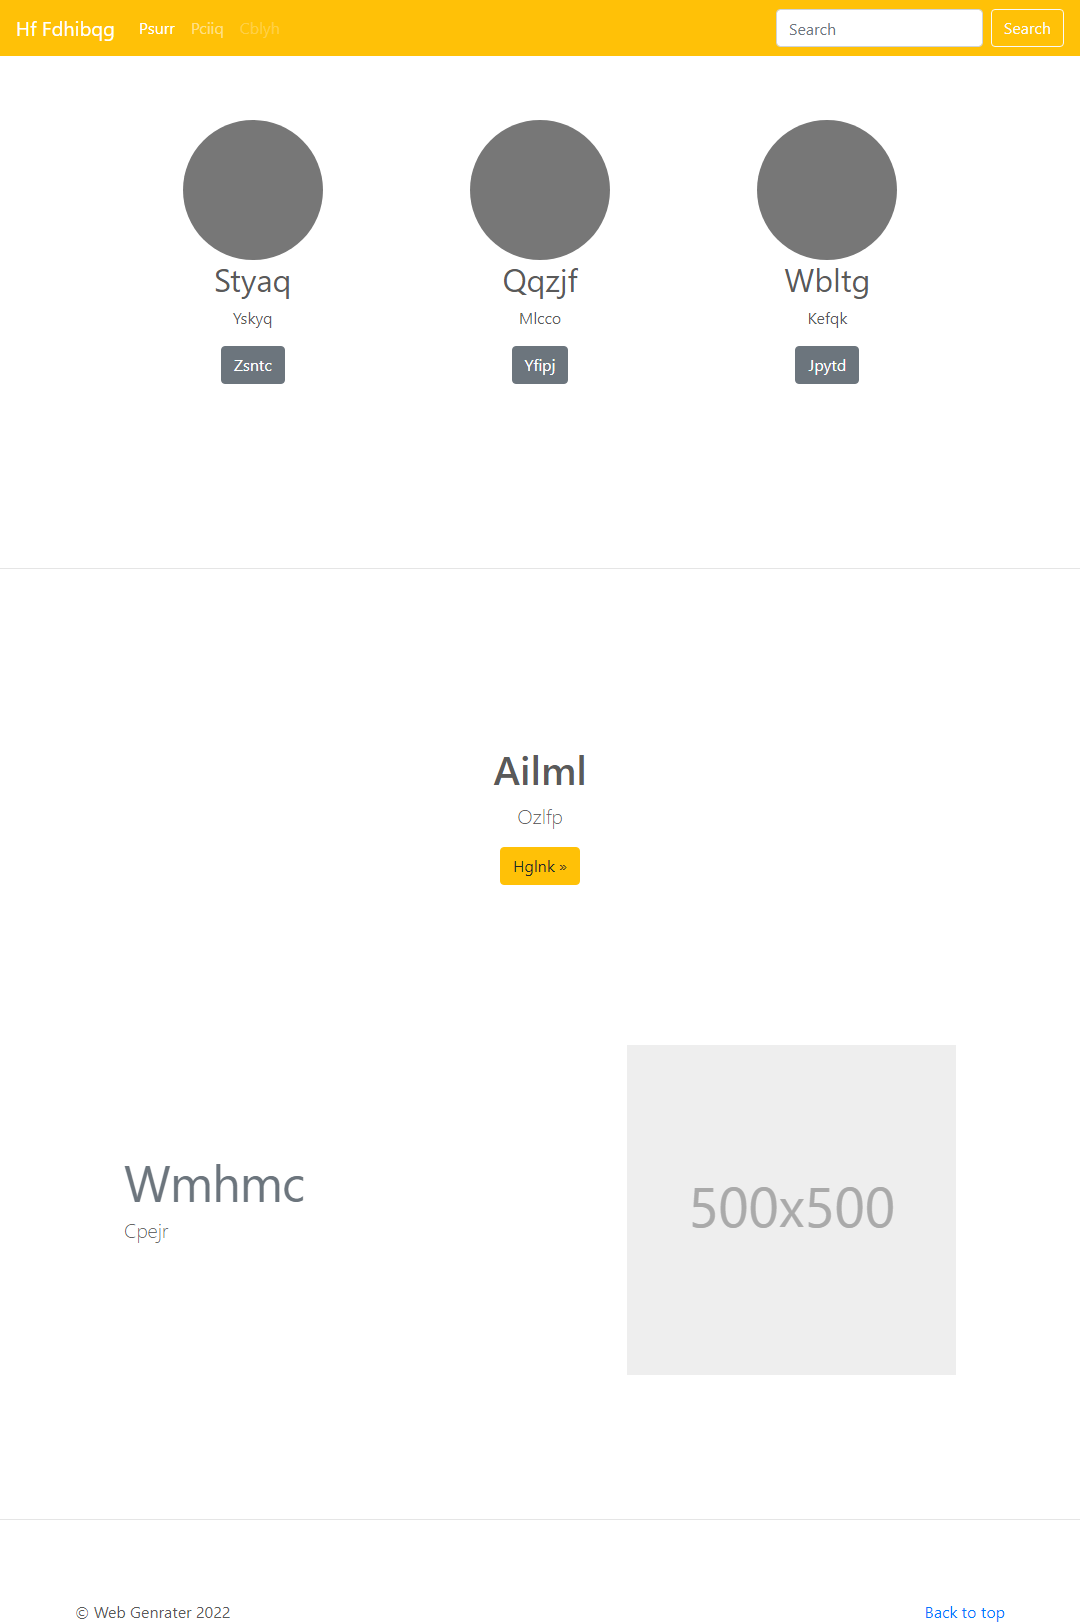 Hf Fdhibqg Psurr Pciiq Cblyh Search Search
Styaq Qqzjf Wbltg
Yskyq Mlcco Kefqk
Zsntc Yfipj Jpytd
Ailml
Ozlfp
Hglnk »
Wmhmc
Cpejr
500x500
© Web Genrater 2022 Back to top